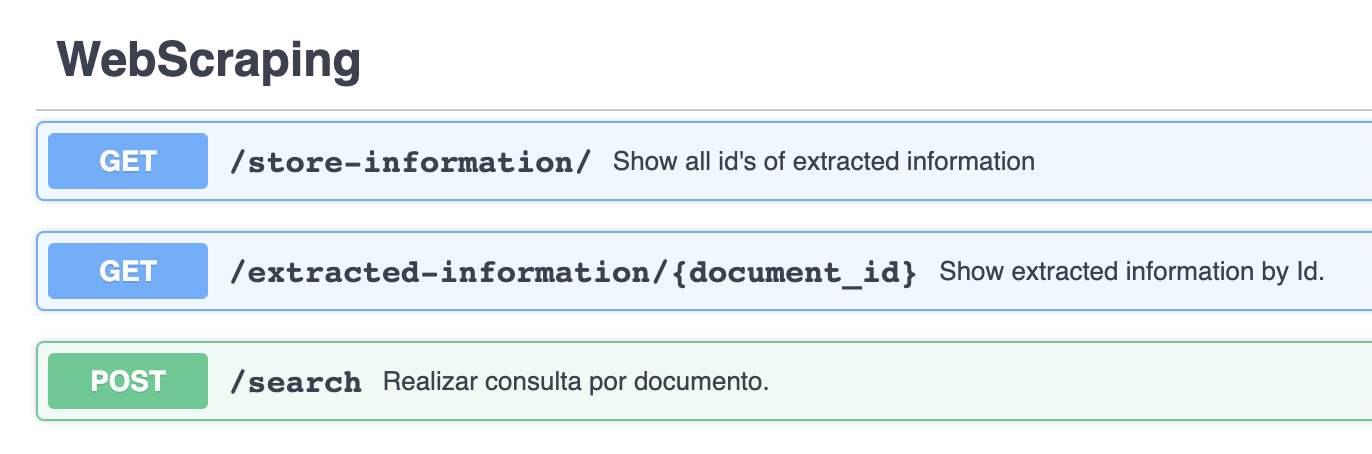 WebScraping
GET /store-information/ Show all id's of extracted information
GET /extracted-information/{document_id} Show extracted information by Id.
POST /search Realizar consulta por documento.